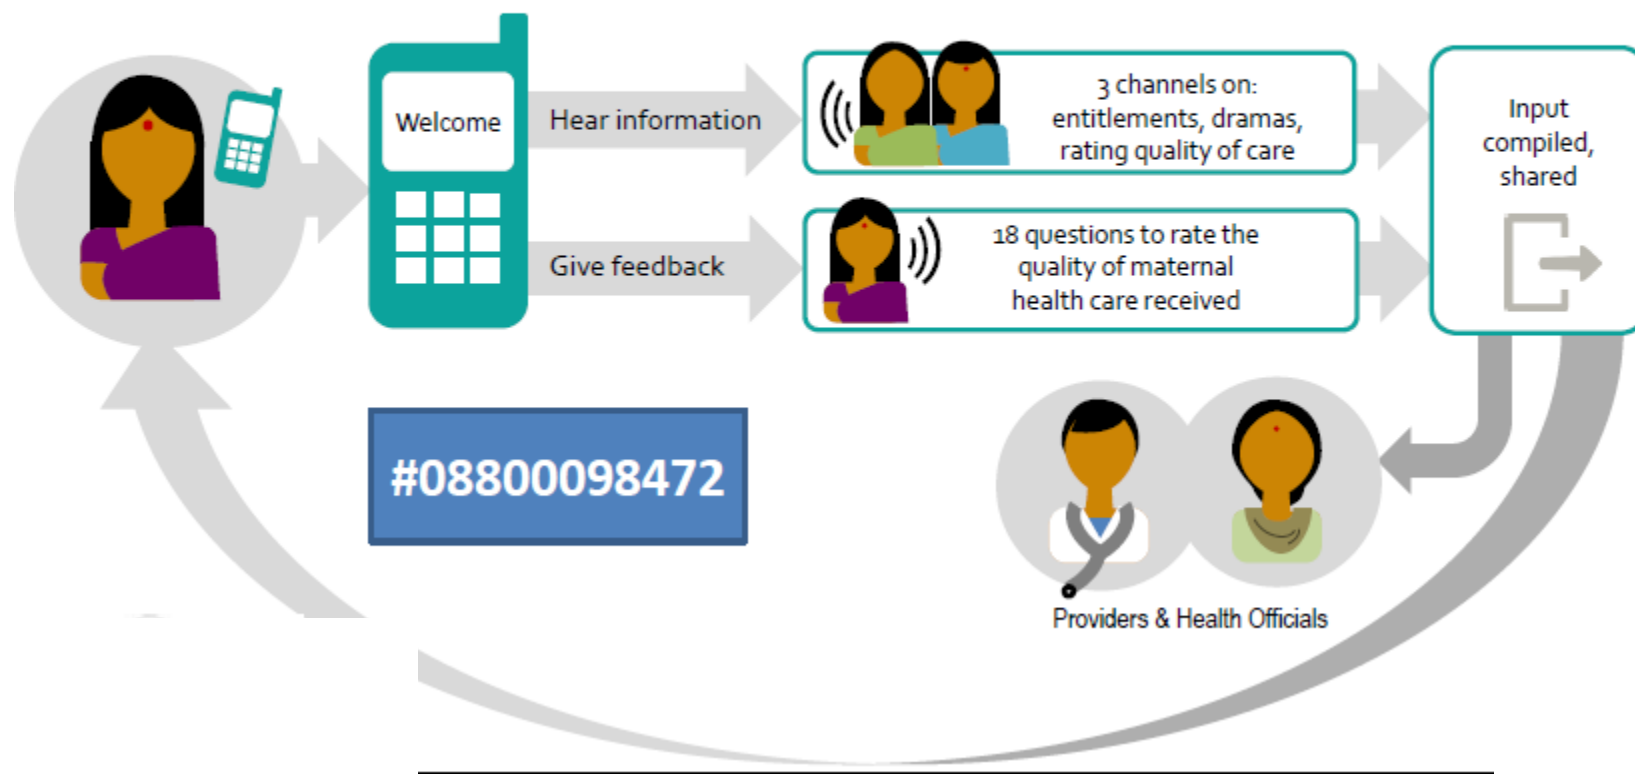 Welcome
Hear information
3 channels on:
entitlements, dramas,
rating quality of care
Input
compiled,
shared
Give feedback
18 questions to rate the
quality of maternal
health care received
#08800098472
Providers & Health Officials